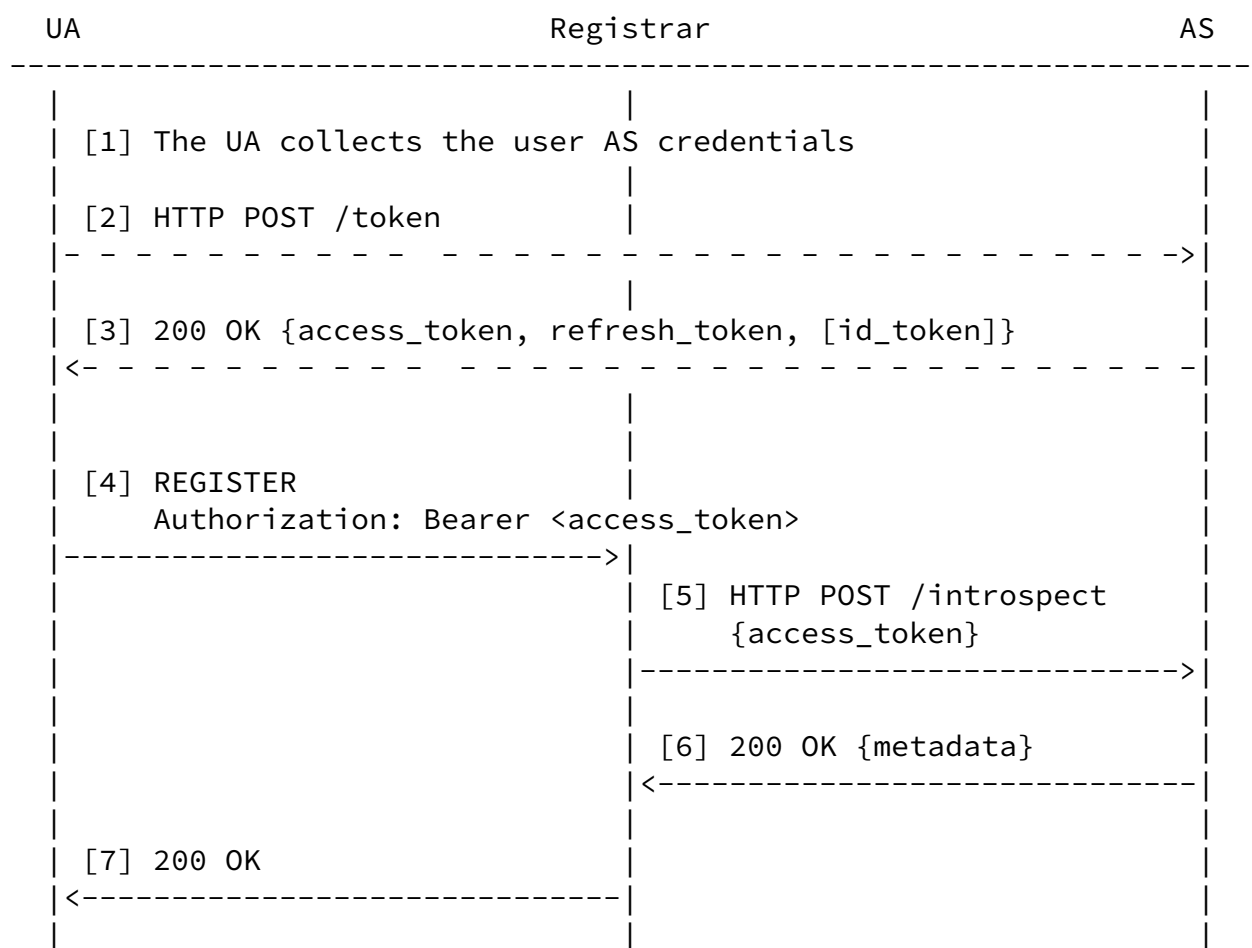 UA Registrar AS
[1] The UA collects the user AS credentials
[2] HTTP POST /token
[3] 200 OK {access_token, refresh_token, [id_token]}
[4] REGISTER
Authorization: Bearer <access_token>
[5] HTTP POST /introspect
{access_token}
[6] 200 OK {metadata}
[7] 200 OK